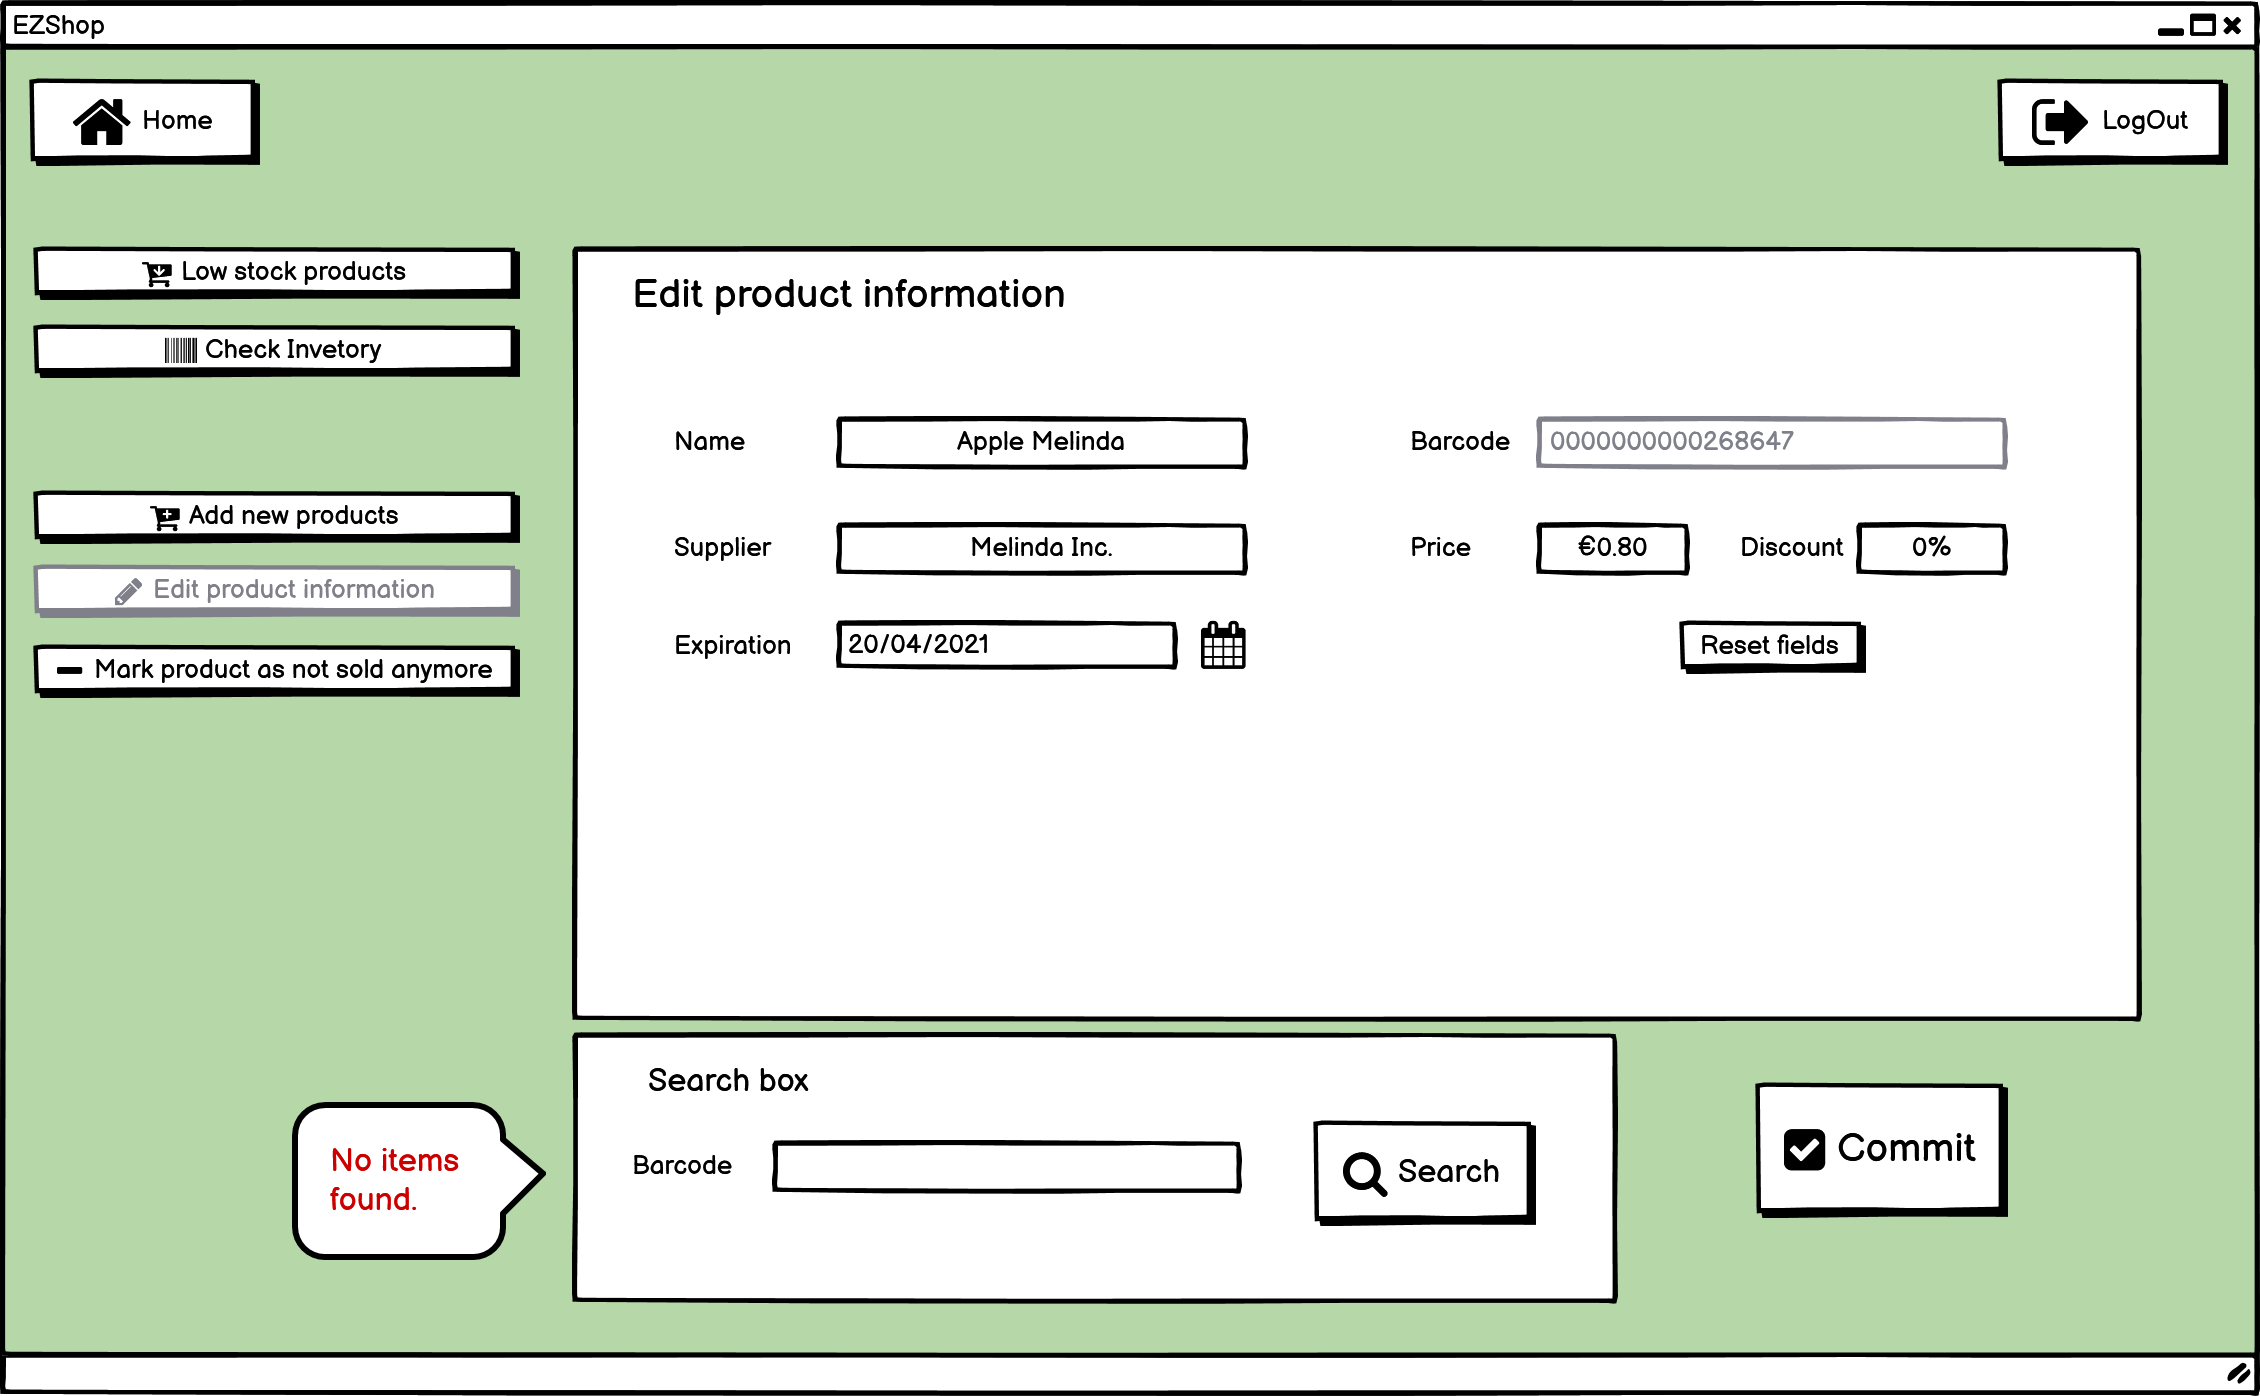 EZShop
Home
LogOut
Low stock products
Check Invetory
Add new products
Edit product information
Mark product as not sold anymore
Edit product information
Name
Apple Melinda
Barcode
0000000000268647
Supplier
Melinda Inc.
Price
€0.80
Discount
0%
Expiration
20/04/2021
Reset fields
No items
found.
Search box
Barcode
Search
Commit